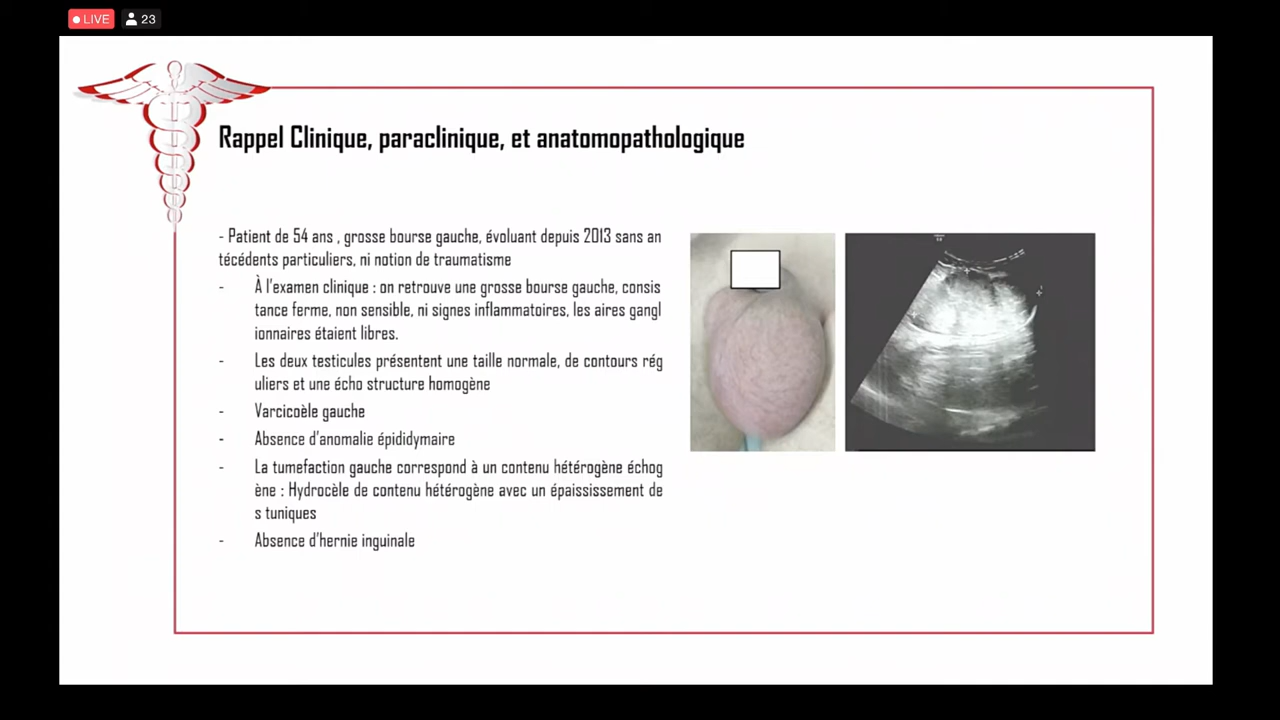 LIVE 23
Rappel Clinique, paraclinique, et anatomopathologique
- Patient de 54 ans , grosse bourse gauche, évoluant depuis 2013 sans an
técédents particuliers, ni notion de traumatisme
- À l'examen clinique : on retrouve une grosse bourse gauche, consis
tance ferme, non sensible, ni signes inflammatoires, les aires gangl
ionnaires étaient libres.
- Les deux testicules présentent une taille normale, de contours rég
uliers et une écho structure homogène
- Varcicoèle gauche
- Absence d'anomalie épididymaire
- La tumefaction gauche correspond à un contenu hétérogène échog
ène : Hydrocèle de contenu hétérogène avec un épaississement de
s tuniques
- Absence d'hernie inguinale